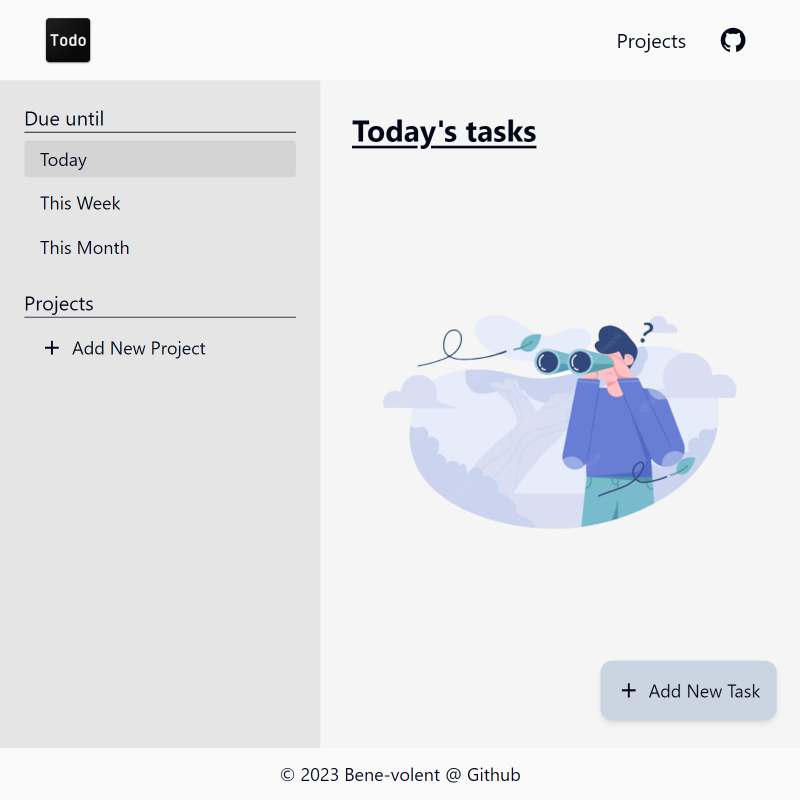 Todo
Projects
Due until
Today
This Week
This Month
Projects
+ Add New Project
Today's tasks
?
+ Add New Task
© 2023 Bene-volent @ Github